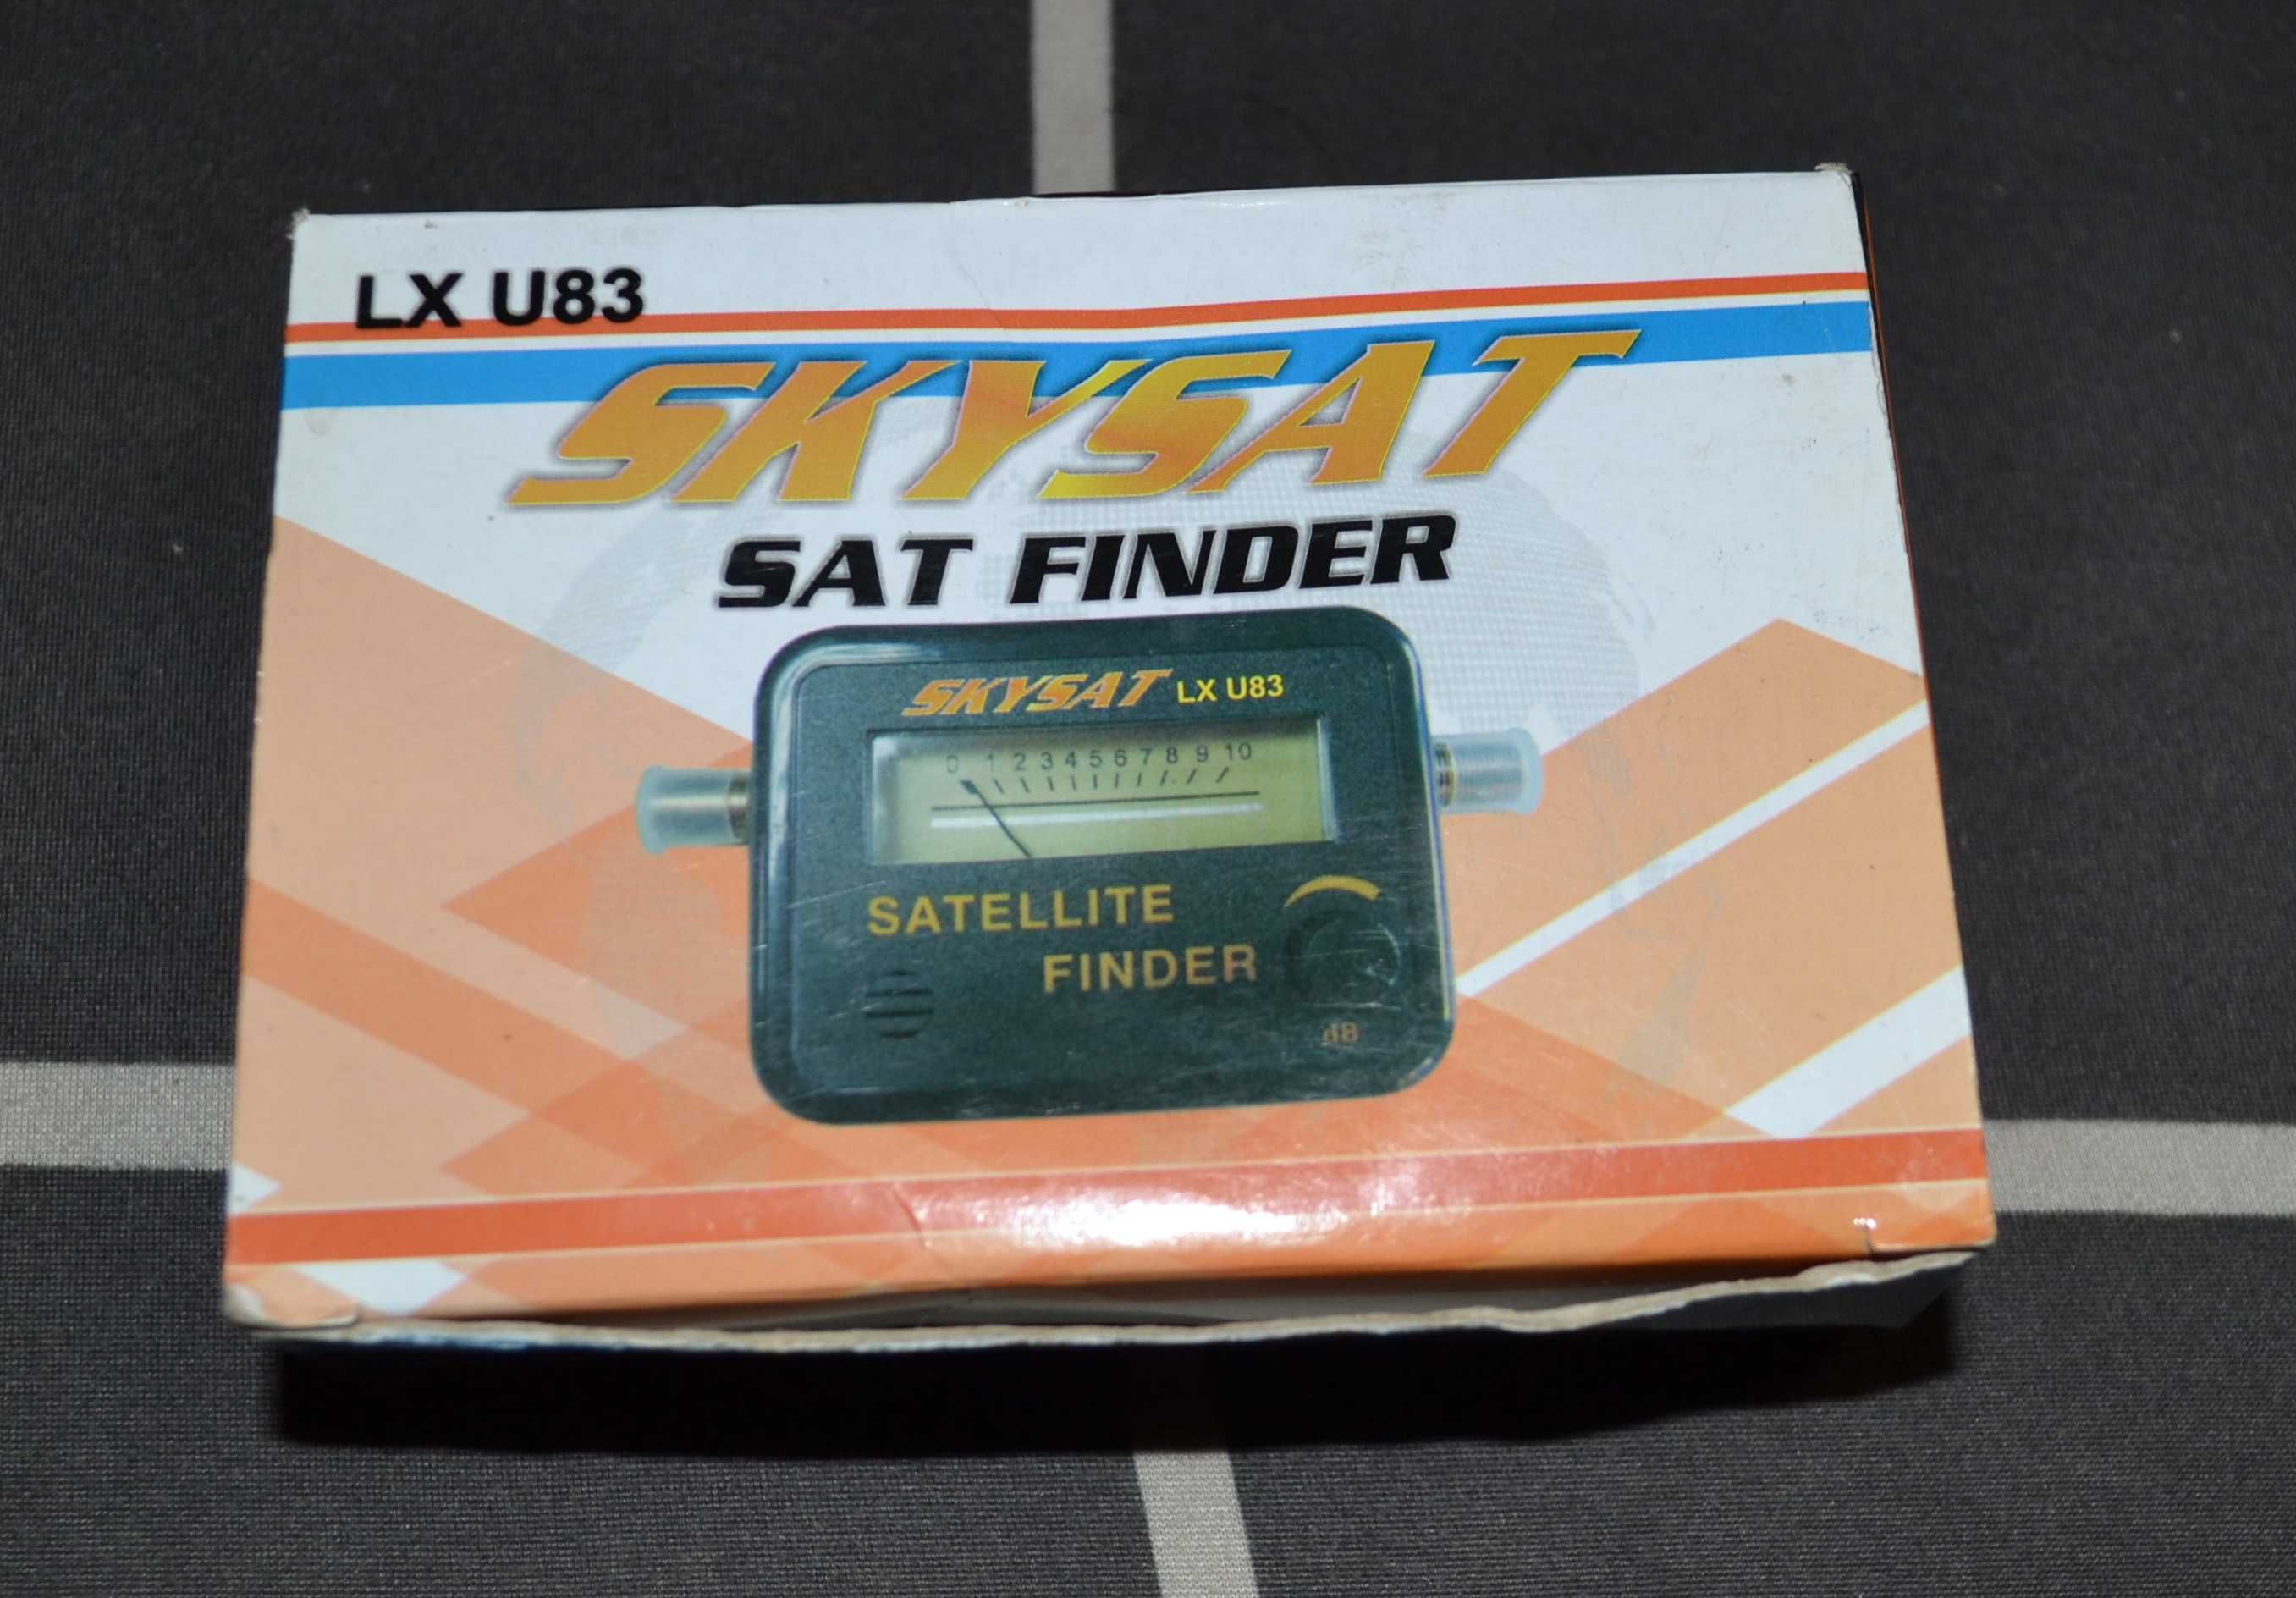 LX U83
SKYSAT
SAT FINDER
SKYSAT LX U83
0 1 2 3 4 5 6 7 8 9 10
SATELLITE
FINDER
dB